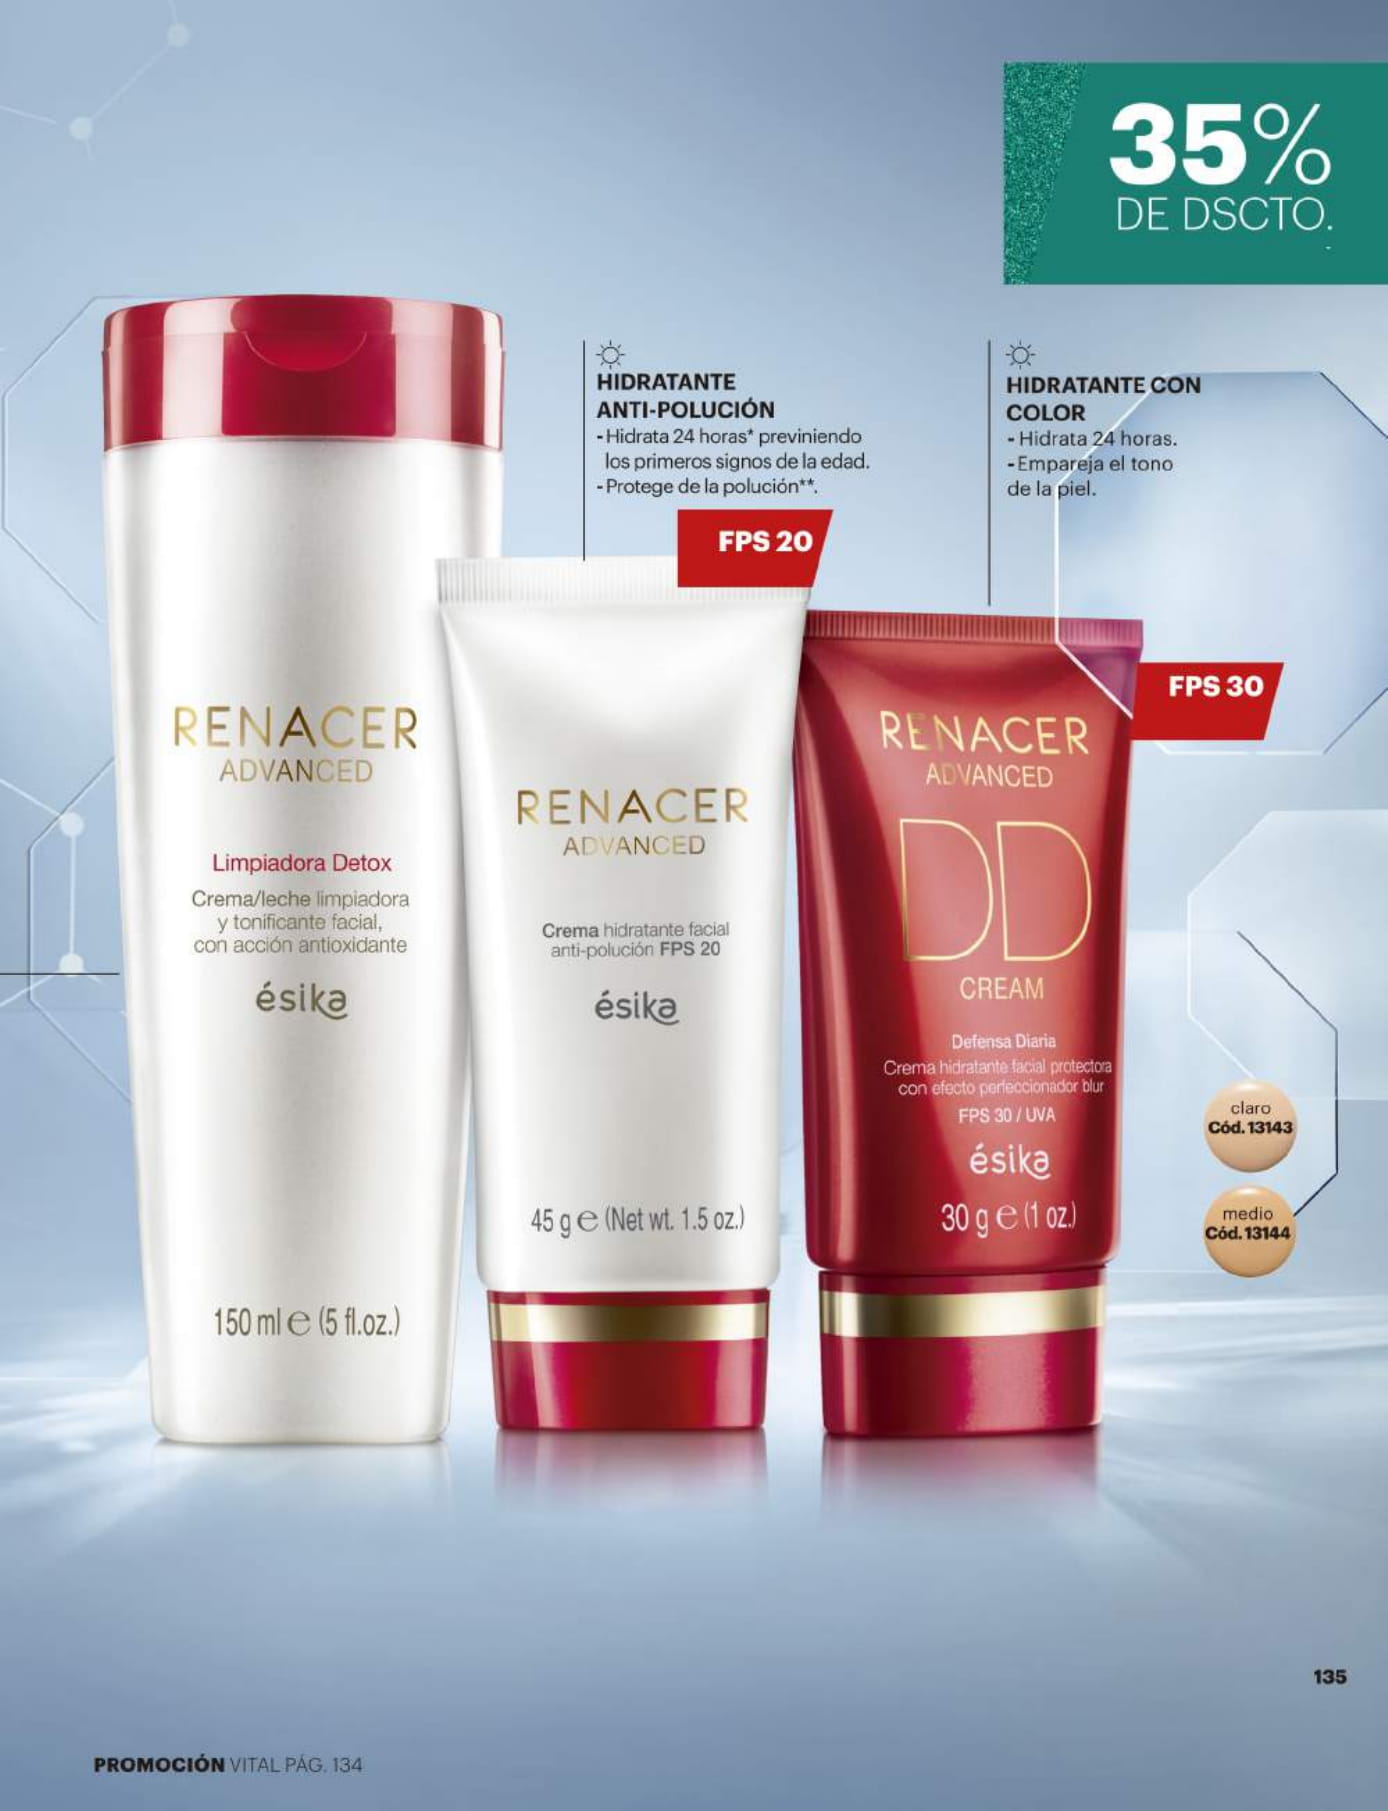 35%
DE DSCTO.
HIDRATANTE
ANTI-POLUCIÓN
- Hidrata 24 horas* previniendo
los primeros signos de la edad.
- Protege de la polución**.
FPS 20
HIDRATANTE CON
COLOR
- Hidrata 24 horas.
- Empareja el tono
de la piel.
FPS 30
RENACER
ADVANCED
Limpiadora Detox
Crema/leche limpiadora
y tonificante facial,
con acción antioxidante
ésika
150 ml e (5 fl.oz.)
RENACER
ADVANCED
Crema hidratante facial
anti-polución FPS 20
ésika
45 g e (Net wt. 1.5 oz.)
RENACER
ADVANCED
DD
CREAM
Defensa Diaria
Crema hidratante facial protectora
con efecto perfeccionador blur
FPS 30 / UVA
ésika
30 g e (1 oz.)
claro
Cód. 13143
medio
Cód. 13144
135
PROMOCIÓN VITAL PÁG. 134